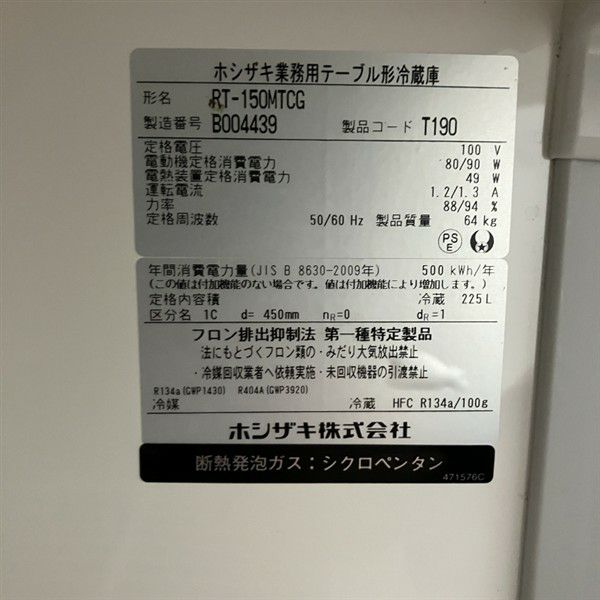 ホシザキ業務用テーブル形冷蔵庫
形名 RT-150MTCG
製造番号 B004439 製品コード T190
定格電圧 100 V
電動機定格消費電力 80/90 W
電熱装置定格消費電力 49 W
運転電流 1.2/1.3 A
力率 88/94 %
定格周波数 50/60 Hz 製品質量 64 kg
PSE
年間消費電力量(JIS B 8630-2009年) 500 kWh/年
(この値は付加機能のない場合です。値は付加機能により増加します。)
定格内容積 冷蔵 225L
区分名 1C d= 450mm nR=0 dR=1
フロン排出抑制法 第一種特定製品
法にもとづくフロン類の・みだり大気放出禁止
・冷媒回収業者へ依頼実施・未回収機器の引渡禁止
R134a(GWP1430) R404A(GWP3920)
冷媒 冷蔵 HFC R134a/100g
ホシザキ株式会社
断熱発泡ガス：シクロペンタン
471576C